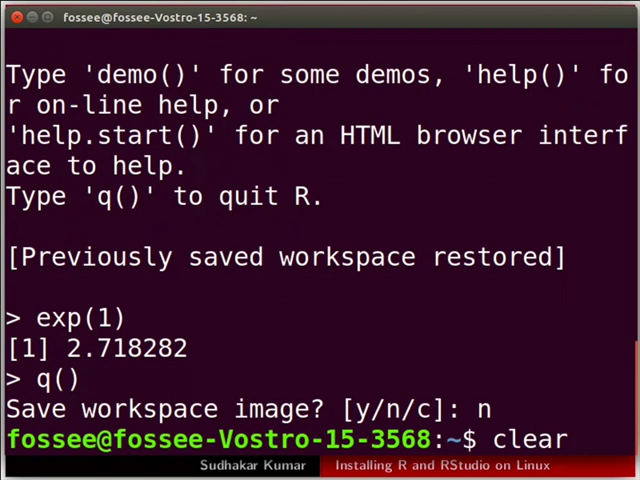 fossee@fossee-Vostro-15-3568: ~
Type 'demo()' for some demos, 'help()' fo
r on-line help, or
'help.start()' for an HTML browser interf
ace to help.
Type 'q()' to quit R.
[Previously saved workspace restored]
> exp(1)
[1] 2.718282
> q()
Save workspace image? [y/n/c]: n
fossee@fossee-Vostro-15-3568:~$ clear
Sudhakar Kumar Installing R and RStudio on Linux